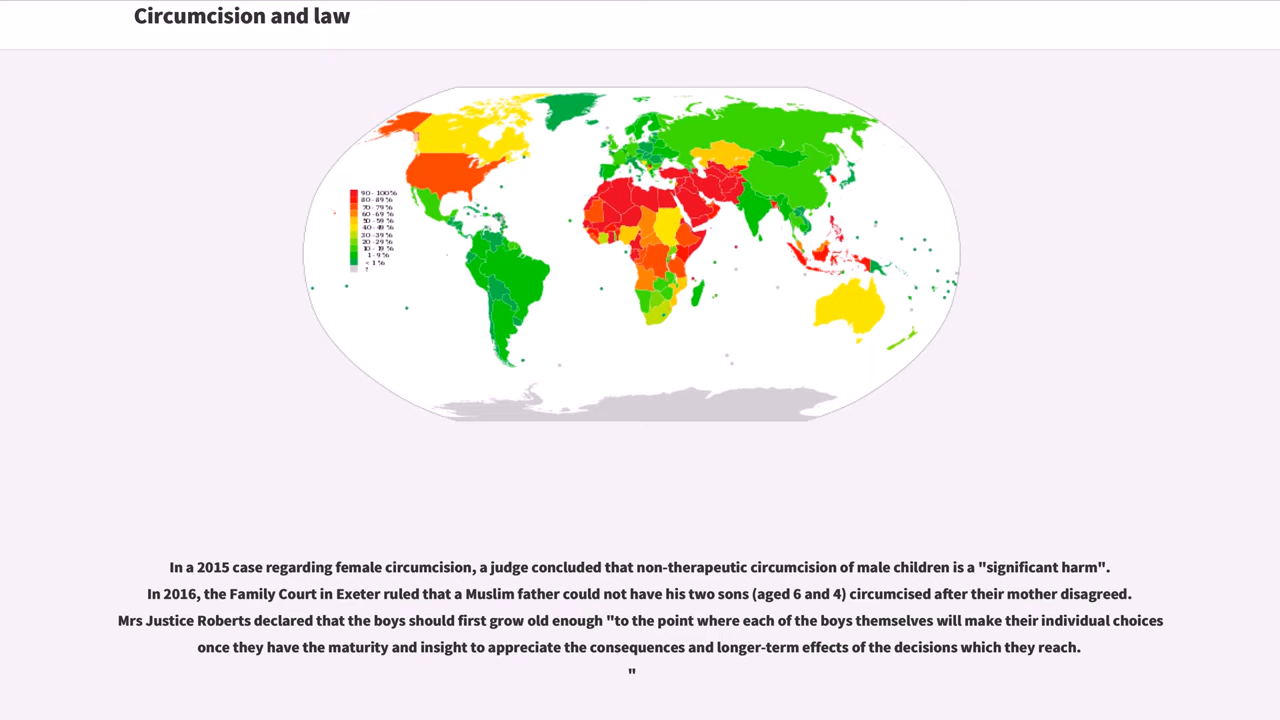 Circumcision and law
90 - 100%
80 - 89 %
70 - 79 %
60 - 69 %
50 - 59 %
40 - 49 %
30 - 39 %
20 - 29 %
10 - 19 %
1 - 9 %
< 1 %
?
In a 2015 case regarding female circumcision, a judge concluded that non-therapeutic circumcision of male children is a "significant harm".
In 2016, the Family Court in Exeter ruled that a Muslim father could not have his two sons (aged 6 and 4) circumcised after their mother disagreed.
Mrs Justice Roberts declared that the boys should first grow old enough "to the point where each of the boys themselves will make their individual choices
once they have the maturity and insight to appreciate the consequences and longer-term effects of the decisions which they reach.
"